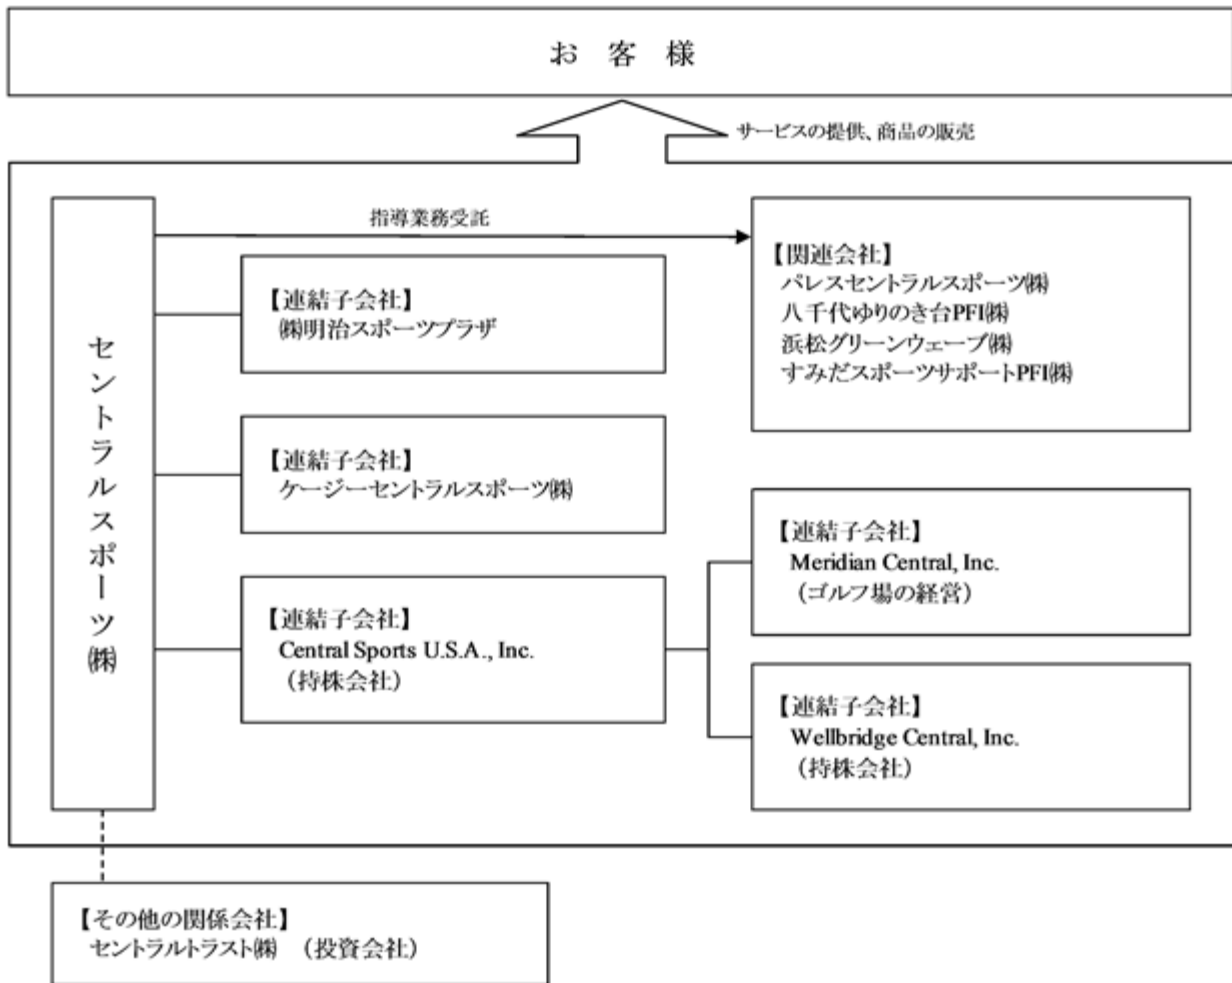 お 客 様
サービスの提供、商品の販売
セントラルスポーツ㈱
指導業務受託
【連結子会社】
㈱明治スポーツプラザ
【関連会社】
パレスセントラルスポーツ㈱
八千代ゆりのき台PFI㈱
浜松グリーンウェーブ㈱
すみだスポーツサポートPFI㈱
【連結子会社】
ケージーセントラルスポーツ㈱
【連結子会社】
Central Sports U.S.A., Inc.
（持株会社）
【連結子会社】
Meridian Central, Inc.
（ゴルフ場の経営）
【連結子会社】
Wellbridge Central, Inc.
（持株会社）
【その他の関係会社】
セントラルトラスト㈱ （投資会社）